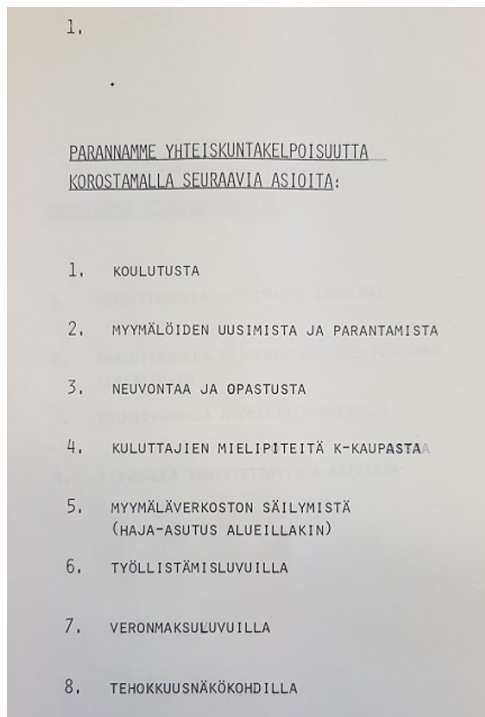 1.
PARANNAMME YHTEISKUNTAKELPOISUUTTA
KOROSTAMALLA SEURAAVIA ASIOITA:
1. KOULUTUSTA
2. MYYMÄLÖIDEN UUSIMISTA JA PARANTAMISTA
3. NEUVONTAA JA OPASTUSTA
4. KULUTTAJIEN MIELIPITEITÄ K-KAUPASTA
5. MYYMÄLÄVERKOSTON SÄILYMISTÄ
(HAJA-ASUTUS ALUEILLAKIN)
6. TYÖLLISTÄMISLUVUILLA
7. VERONMAKSULUVUILLA
8. TEHOKKUUSNÄKÖKOHDILLA